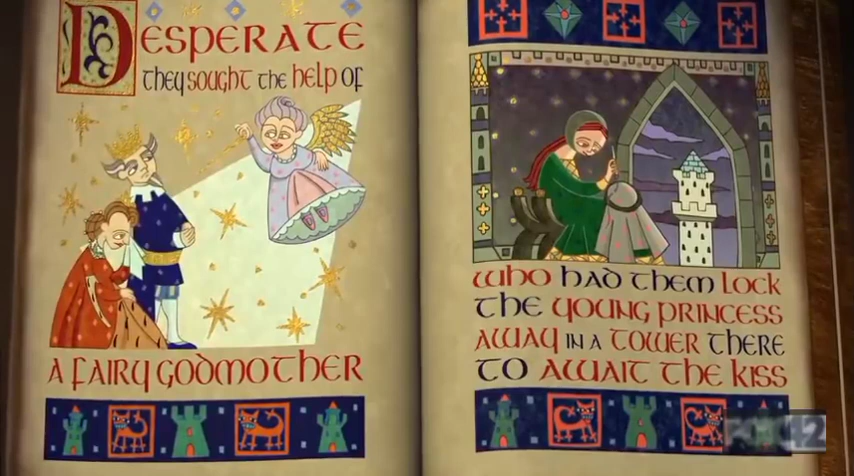 DESPERATE
they sought the help of
A FAIRY GODMOTHER
who had them lock
the young princess
away in a tower there
to await the kiss
FOX42